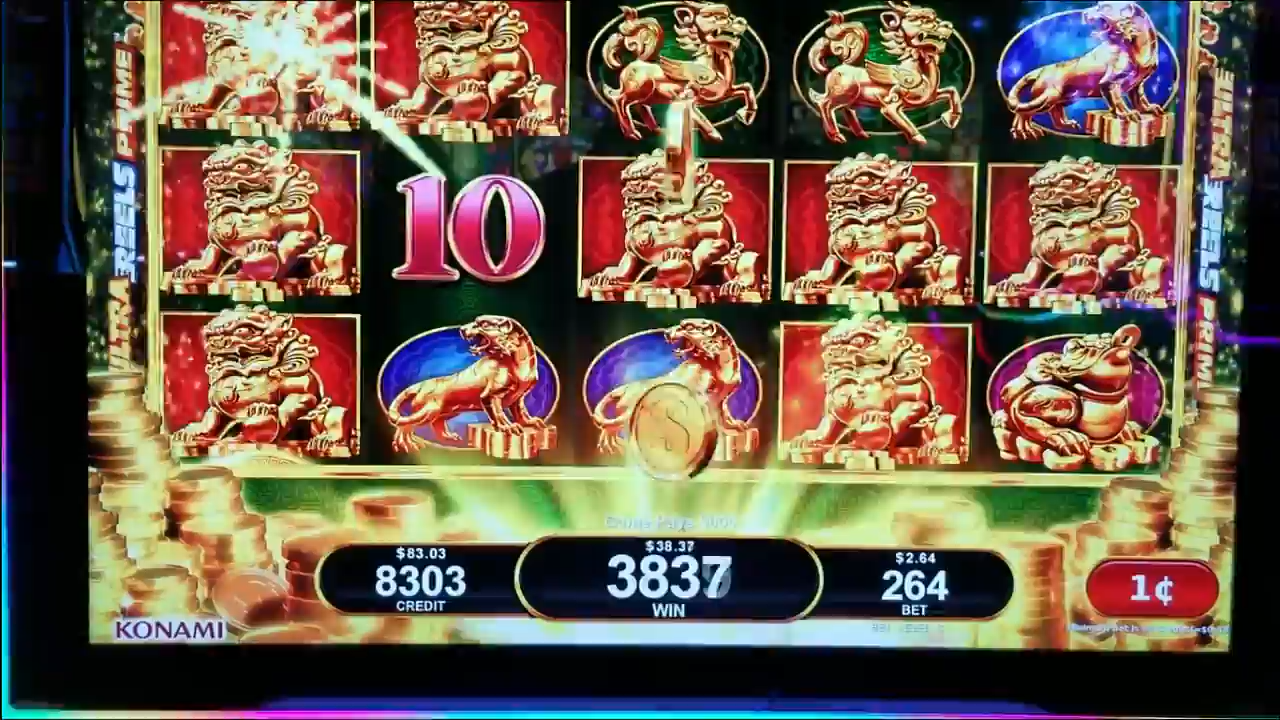 ULTRA REELS PRIME
ULTRA REELS PRIME
10
$83.03
8303
CREDIT
$38.37
3837
WIN
$2.64
264
BET
1¢
KONAMI